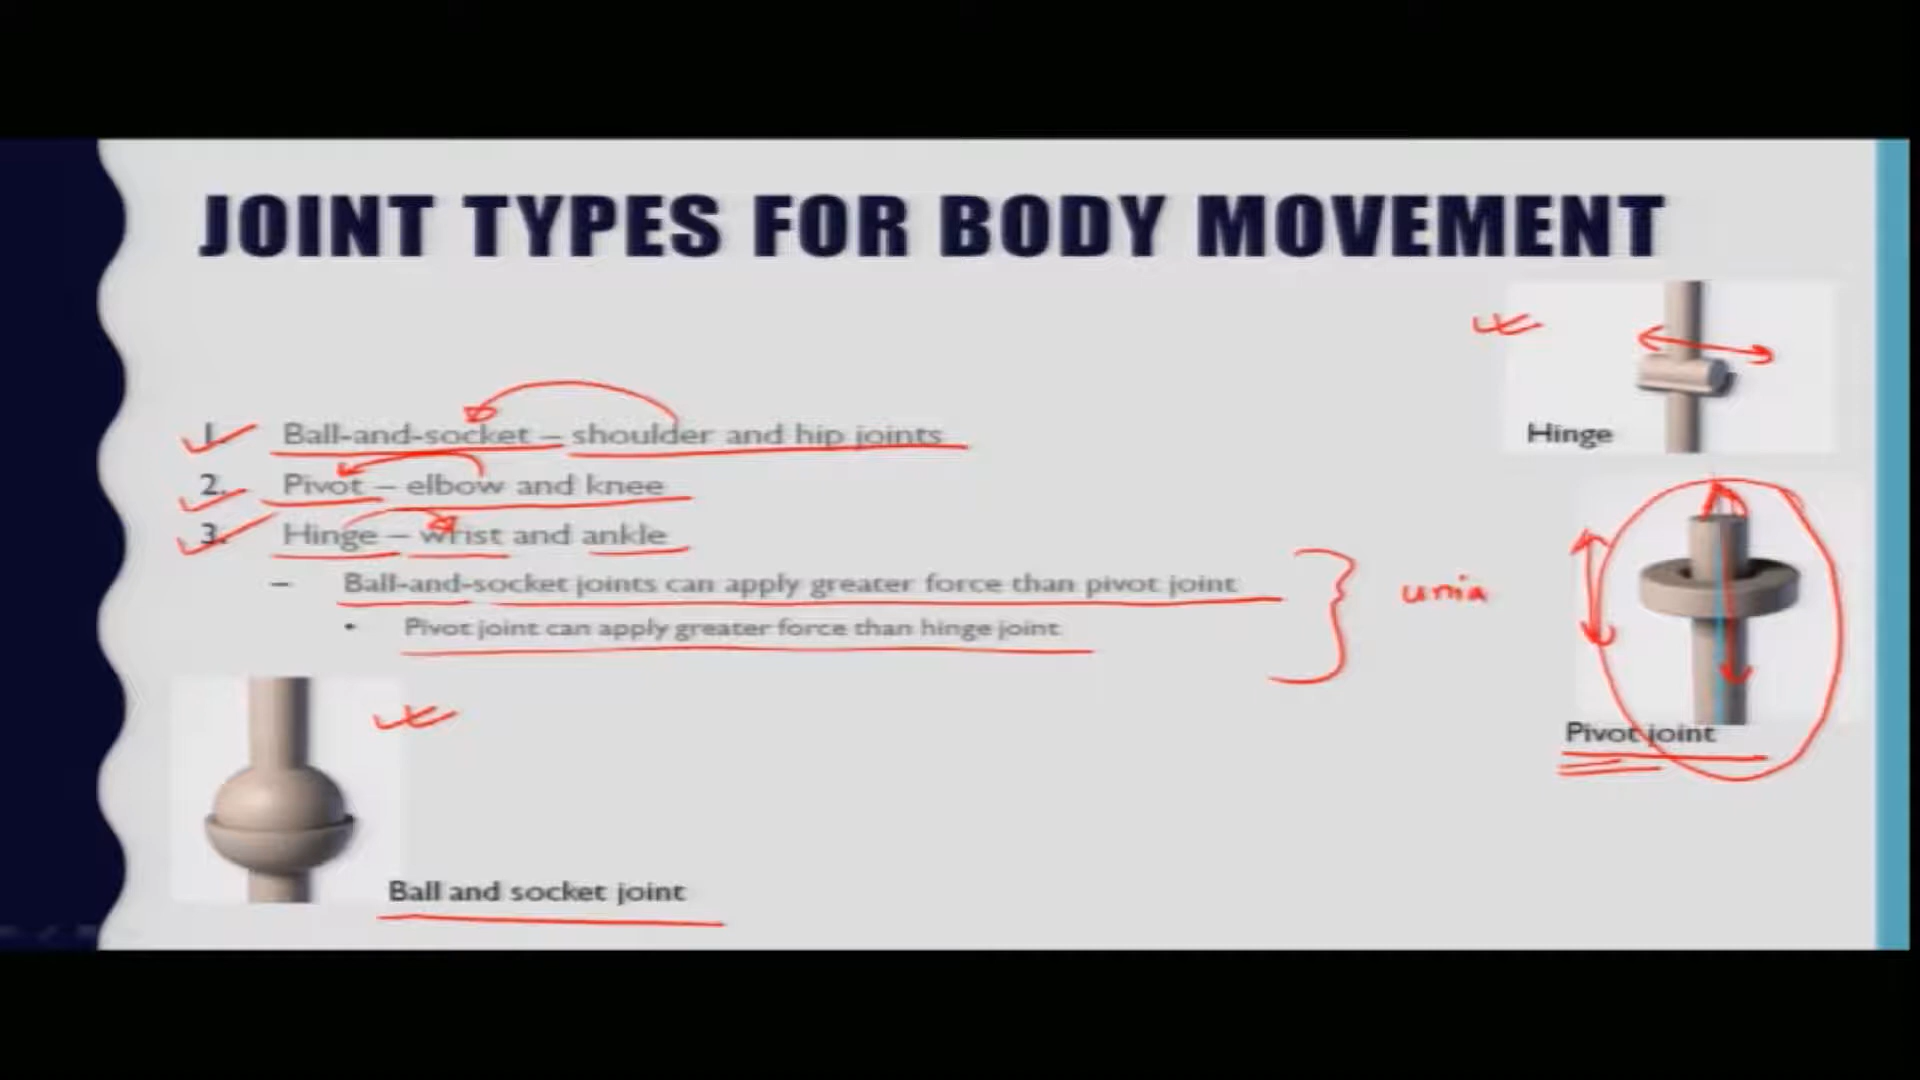 JOINT TYPES FOR BODY MOVEMENT
1. Ball-and-socket – shoulder and hip joints
2. Pivot – elbow and knee
3. Hinge – wrist and ankle
– Ball-and-socket joints can apply greater force than pivot joint
• Pivot joint can apply greater force than hinge joint
Hinge
Pivot joint
Ball and socket joint